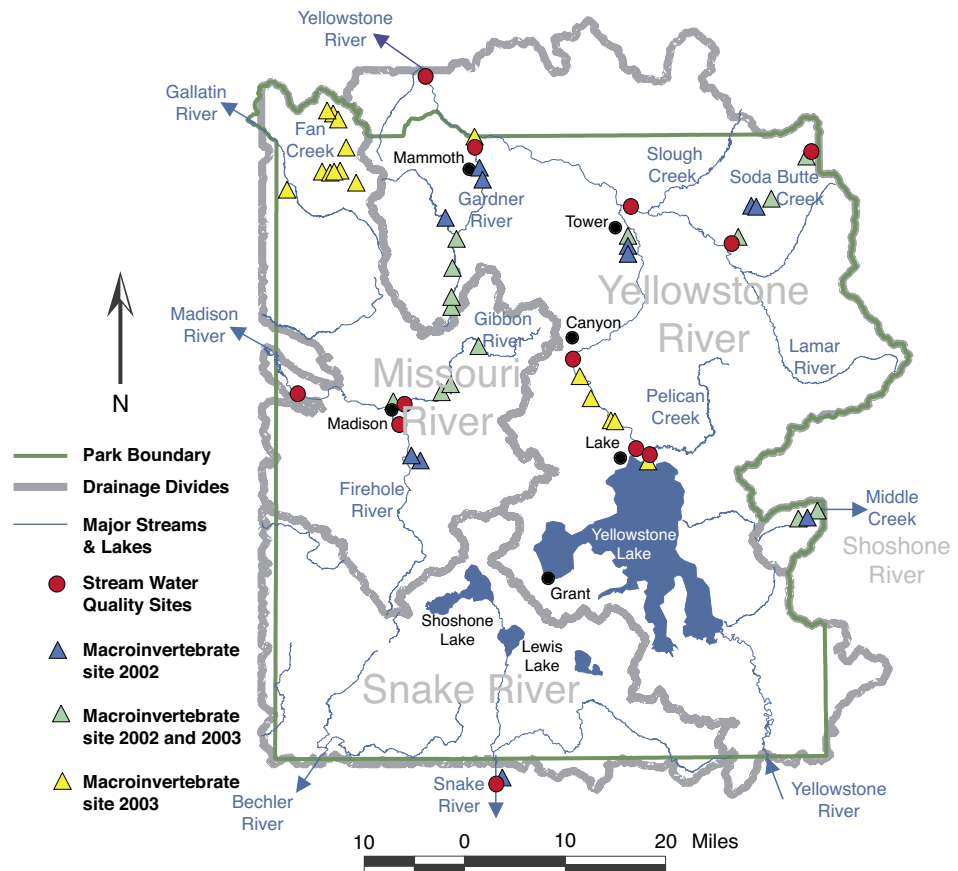 Yellowstone
River
Gallatin
River
Fan
Creek
Mammoth
Gardner
River
Slough
Creek
Soda Butte
Creek
Tower
Yellowstone
River
Madison
River
Canyon
Gibbon
River
Lamar
River
Missouri
River
Pelican
Creek
N
Madison
Lake
Park Boundary
Drainage Divides
Major Streams
& Lakes
Stream Water
Quality Sites
Macroinvertebrate
site 2002
Macroinvertebrate
site 2002 and 2003
Macroinvertebrate
site 2003
Firehole
River
Middle
Creek
Yellowstone
Lake
Shoshone
River
Grant
Shoshone
Lake
Lewis
Lake
Snake River
Bechler
River
Snake
River
Yellowstone
River
10 0 10 20 Miles